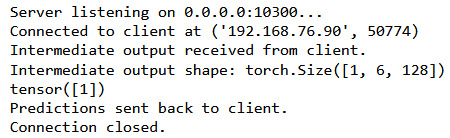 Server listening on 0.0.0.0:10300...
Connected to client at ('192.168.76.90', 50774)
Intermediate output received from client.
Intermediate output shape: torch.Size([1, 6, 128])
tensor([1])
Predictions sent back to client.
Connection closed.